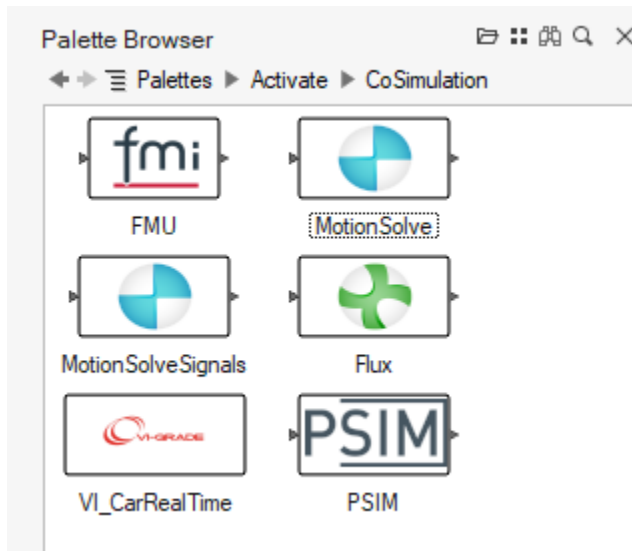 Palette Browser
Palettes Activate CoSimulation
fmi
FMU MotionSolve
MotionSolveSignals Flux
VI-GRADE PSIM
VI_CarRealTime PSIM